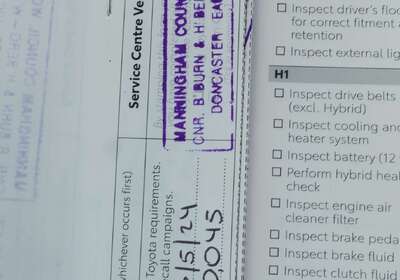 Service Centre Ve
MANNINGHAM COUN
CNR. B'BURN & H BE
DONCASTER EA
whichever occurs first)
Toyota requirements.
call campaigns.
/5/24
0,045
Inspect driver's floo
for correct fitment a
retention
Inspect external lig
H1
Inspect drive belts
(excl. Hybrid)
Inspect cooling and
heater system
Inspect battery (12
Perform hybrid heal
check
Inspect engine air
cleaner filter
Inspect brake peda
Inspect brake fluid
Inspect clutch fluid